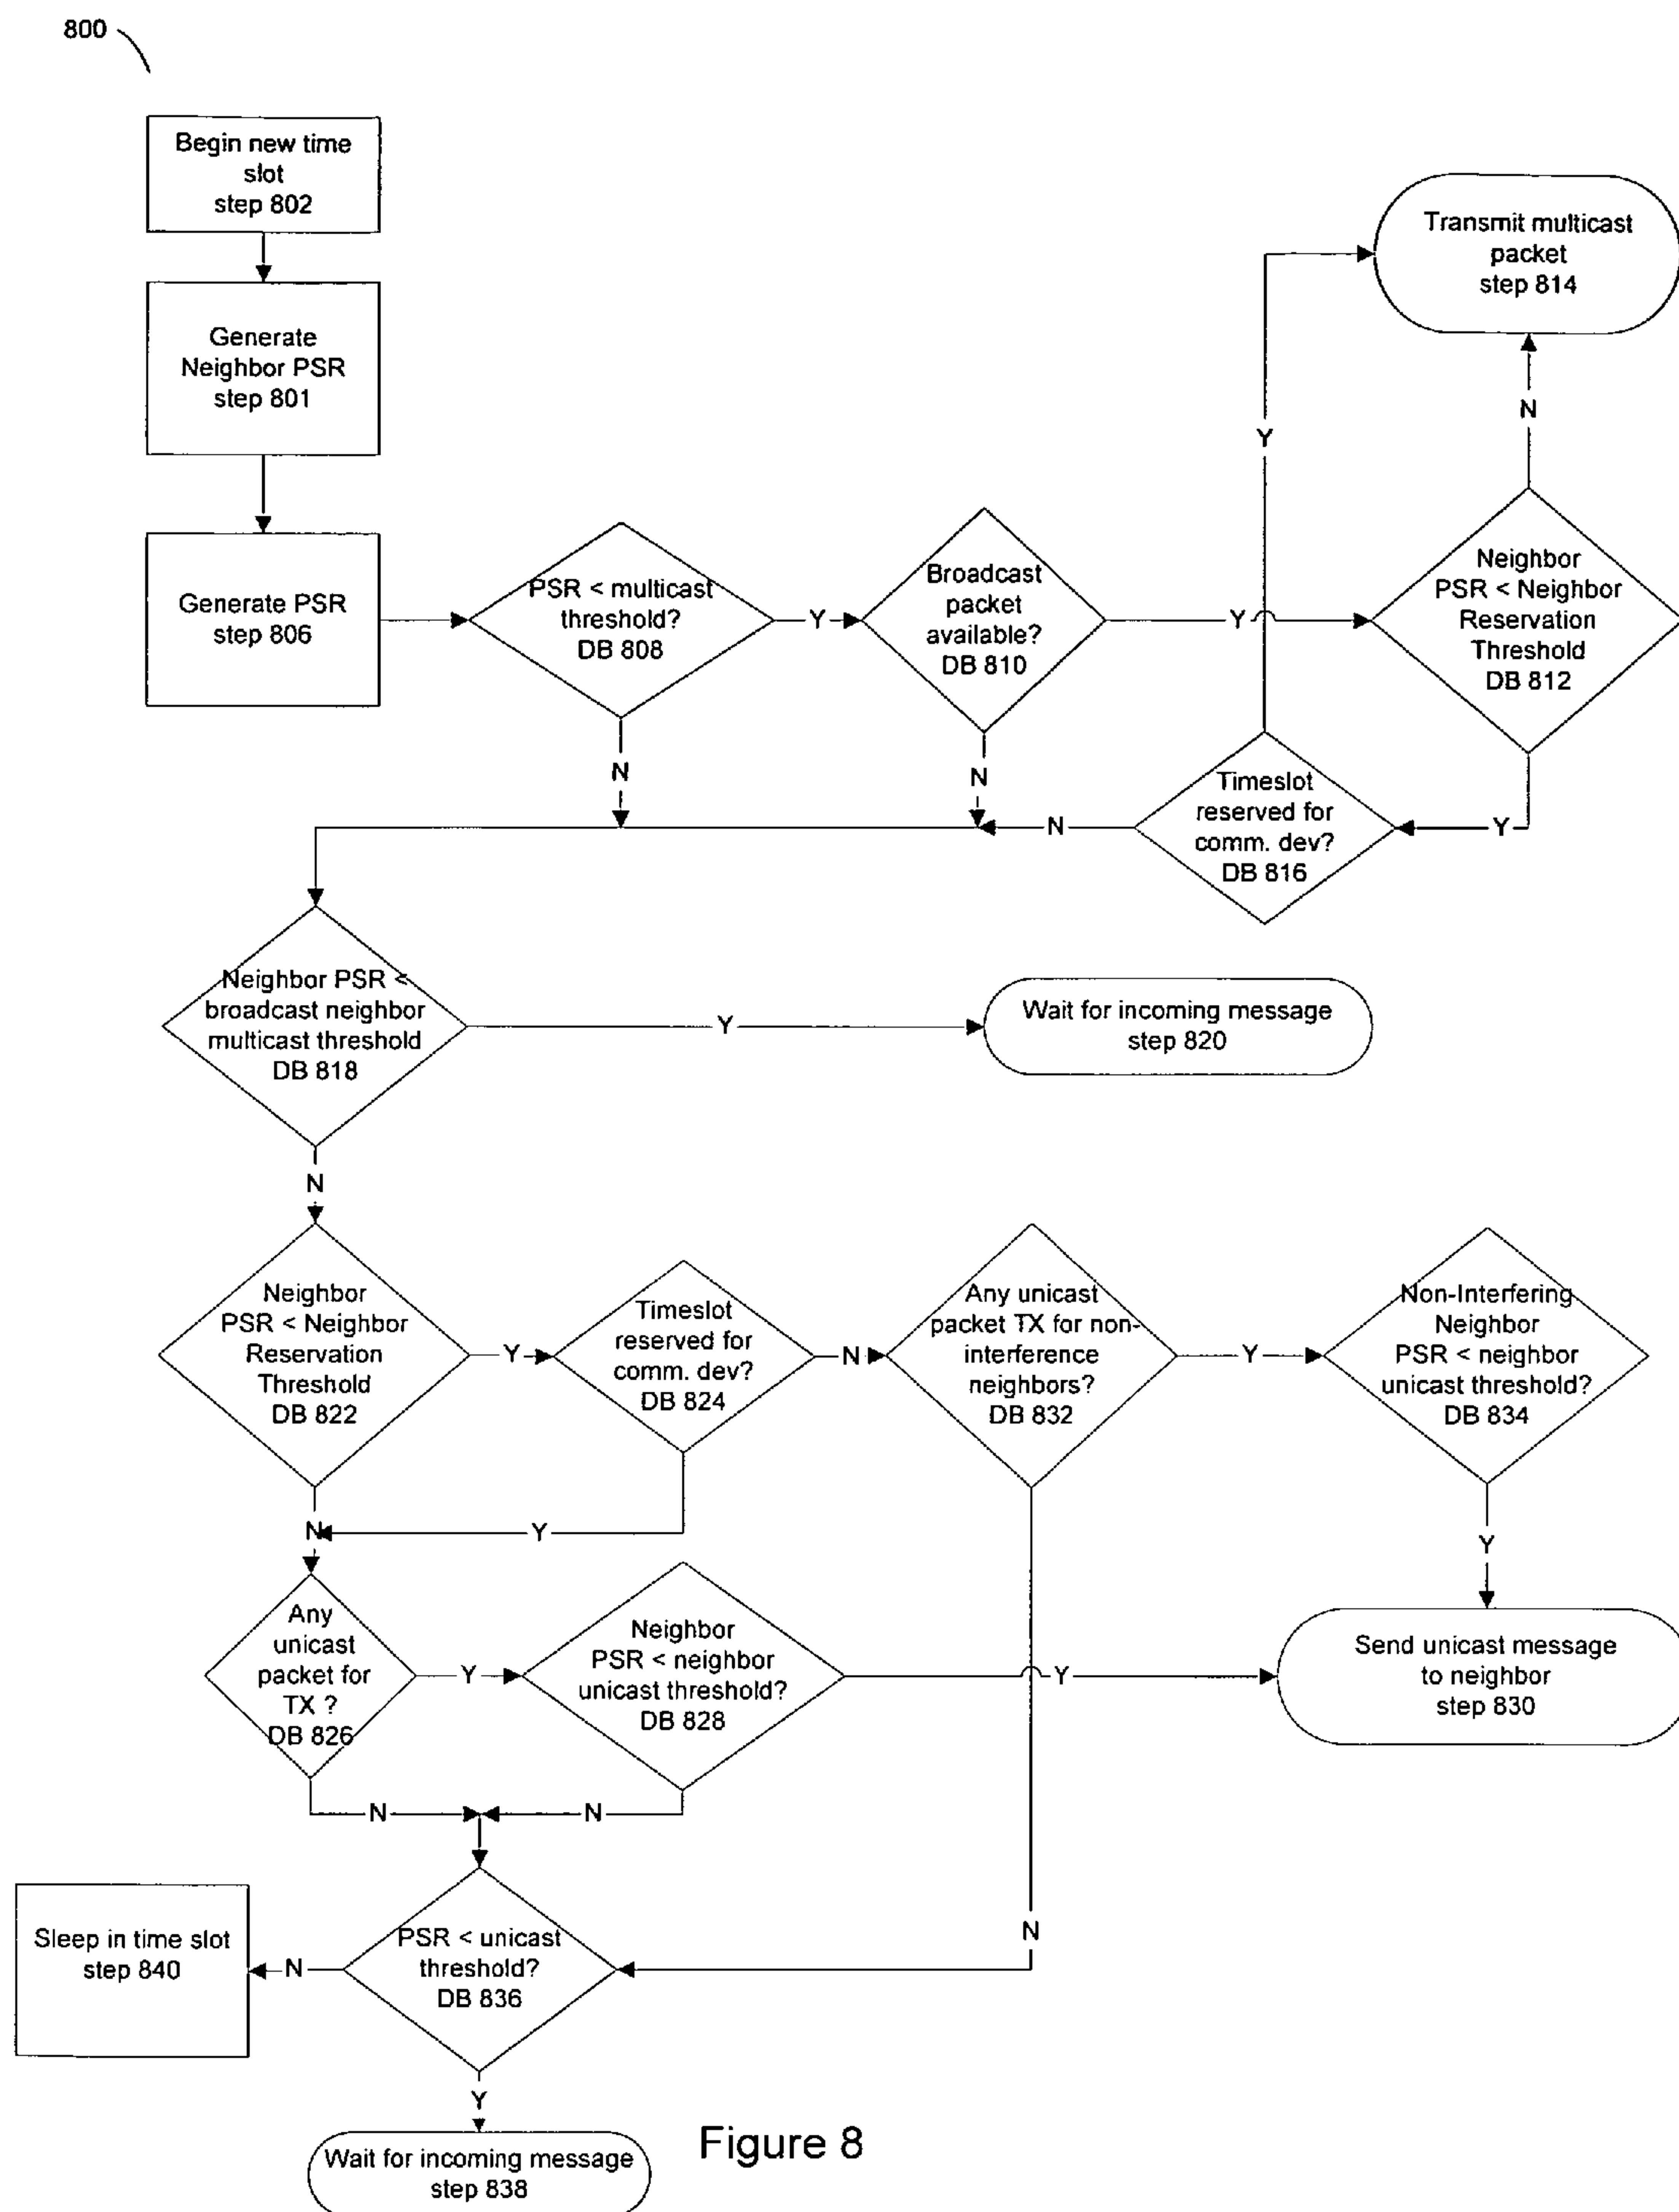 800
Begin new time
slot
step 802
Generate
Neighbor PSR
step 801
Generate PSR
step 806
PSR < multicast
threshold?
DB 808
Y
Broadcast
packet
available?
DB 810
Y
Neighbor
PSR < Neighbor
Reservation
Threshold
DB 812
N
Transmit multicast
packet
step 814
Y
N
N
N
Timeslot
reserved for
comm. dev?
DB 816
Y
Neighbor PSR <
broadcast neighbor
multicast threshold
DB 818
Y
Wait for incoming message
step 820
N
Neighbor
PSR < Neighbor
Reservation
Threshold
DB 822
Y
Timeslot
reserved for
comm. dev?
DB 824
N
Any unicast
packet TX for non-
interference
neighbors?
DB 832
Y
Non-Interfering
Neighbor
PSR < neighbor
unicast threshold?
DB 834
N
Y
Y
Any
unicast
packet for
TX ?
DB 826
Y
Neighbor
PSR < neighbor
unicast threshold?
DB 828
Y
Send unicast message
to neighbor
step 830
N
N
N
Sleep in time slot
step 840
N
PSR < unicast
threshold?
DB 836
Y
Wait for incoming message
step 838
Figure 8